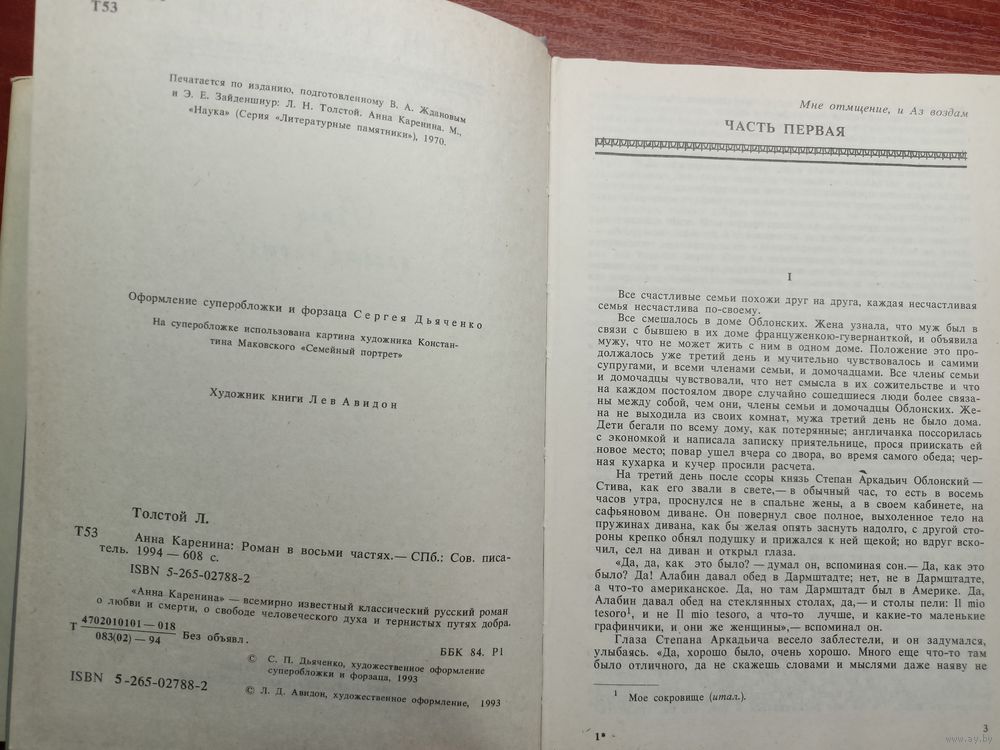 Т53
Печатается по изданию, подготовленному В. А. Ждановым
и Э. Е. Зайденшнур: Л. Н. Толстой. Анна Каренина. М.,
«Наука» (Серия «Литературные памятники»), 1970.
Оформление суперобложки и форзаца Сергея Дьяченко
На суперобложке использована картина художника Констан-
тина Маковского «Семейный портрет»
Художник книги Лев Авидон
Толстой Л.
Т53
Анна Каренина: Роман в восьми частях.— СПб.: Сов. писа-
тель. 1994 — 608 с.
ISBN 5-265-02788-2
«Анна Каренина» — всемирно известный классический русский роман
о любви и смерти, о свободе человеческого духа и тернистых путях добра.
Т 4702010101—018
083(02) — 94
Без объявл.
ББК 84. Р1
© С. П. Дьяченко, художественное оформление
суперобложки и форзаца, 1993
ISBN 5-265-02788-2
© Л. Д. Авидон, художественное оформление, 1993
Мне отмщение, и Аз воздам
ЧАСТЬ ПЕРВАЯ
I
Все счастливые семьи похожи друг на друга, каждая несчастливая
семья несчастлива по-своему.
Все смешалось в доме Облонских. Жена узнала, что муж был в
связи с бывшею в их доме француженкою-гувернанткой, и объявила
мужу, что не может жить с ним в одном доме. Положение это про-
должалось уже третий день и мучительно чувствовалось и самими
супругами, и всеми членами семьи, и домочадцами. Все члены семьи
и домочадцы чувствовали, что нет смысла в их сожительстве и что
на каждом постоялом дворе случайно сошедшиеся люди более связа-
ны между собой, чем они, члены семьи и домочадцы Облонских. Же-
на не выходила из своих комнат, мужа третий день не было дома.
Дети бегали по всему дому, как потерянные; англичанка поссорилась
с экономкой и написала записку приятельнице, прося приискать ей
новое место; повар ушел вчера со двора, во время самого обеда; чер-
ная кухарка и кучер просили расчета.
На третий день после ссоры князь Степан Аркадьич Облонский —
Стива, как его звали в свете,— в обычный час, то есть в восемь
часов утра, проснулся не в спальне жены, а в своем кабинете, на
сафьяновом диване. Он повернул свое полное, выхоленное тело на
пружинах дивана, как бы желая опять заснуть надолго, с другой сто-
роны крепко обнял подушку и прижался к ней щекой; но вдруг вско-
чил, сел на диван и открыл глаза.
«Да, да, как это было? — думал он, вспоминая сон.— Да, как это
было? Да! Алабин давал обед в Дармштадте; нет, не в Дармштадте,
а что-то американское. Да, но там Дармштадт был в Америке. Да,
Алабин давал обед на стеклянных столах, да,— и столы пели: Il mio
tesoro¹, и не Il mio tesoro, а что-то лучше, и какие-то маленькие
графинчики, и они же женщины»,— вспоминал он.
Глаза Степана Аркадьича весело заблестели, и он задумался,
улыбаясь. «Да, хорошо было, очень хорошо. Много еще что-то там
было отличного, да не скажешь словами и мыслями даже наяву не
¹ Мое сокровище (итал.).
1*
3
www.ay.by